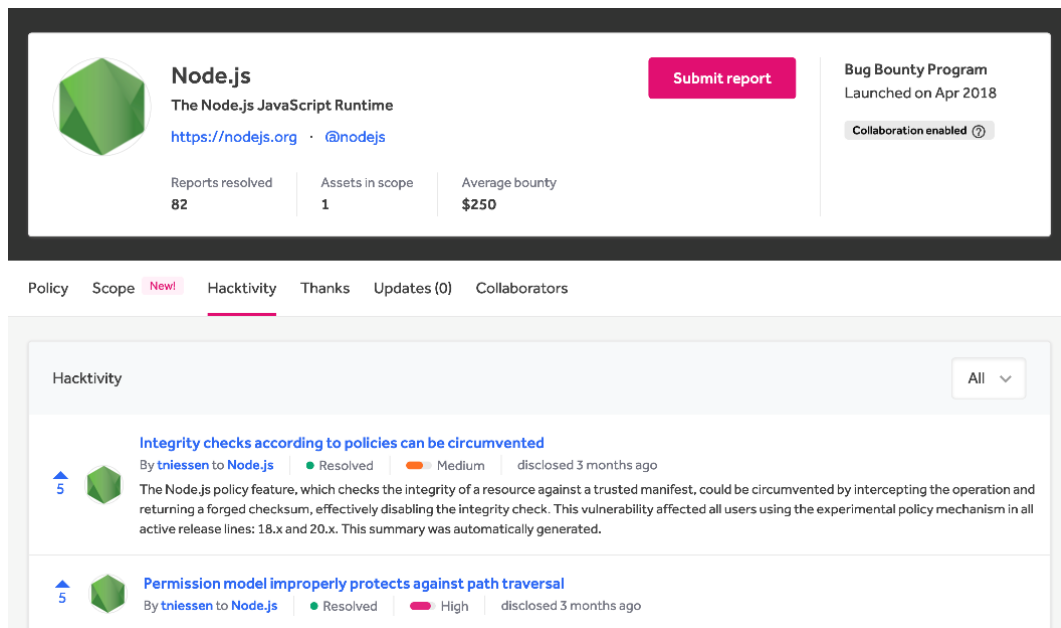 Node.js
The Node.js JavaScript Runtime
https://nodejs.org · @nodejs
Reports resolved
82
Assets in scope
1
Average bounty
$250
Submit report
Bug Bounty Program
Launched on Apr 2018
Collaboration enabled ?
Policy Scope New! Hacktivity Thanks Updates (0) Collaborators
Hacktivity
All
Integrity checks according to policies can be circumvented
By tniessen to Node.js Resolved Medium disclosed 3 months ago
5
The Node.js policy feature, which checks the integrity of a resource against a trusted manifest, could be circumvented by intercepting the operation and
returning a forged checksum, effectively disabling the integrity check. This vulnerability affected all users using the experimental policy mechanism in all
active release lines: 18.x and 20.x. This summary was automatically generated.
Permission model improperly protects against path traversal
5
By tniessen to Node.js Resolved High disclosed 3 months ago